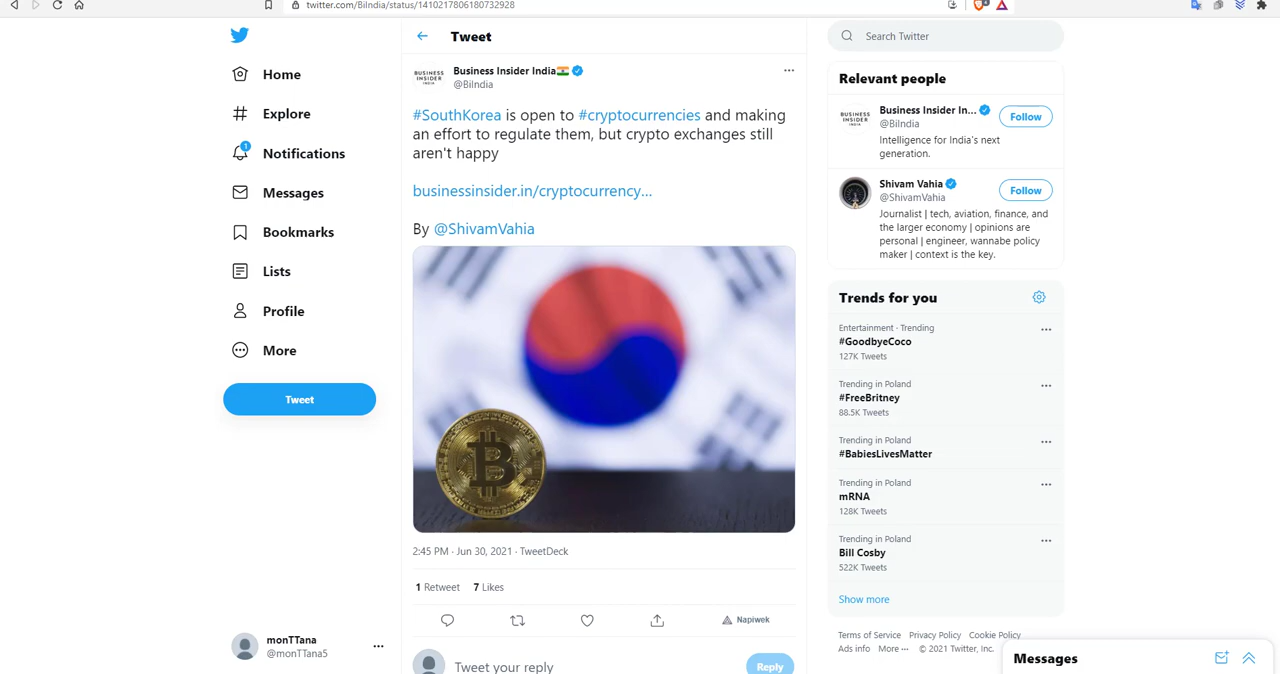 twitter.com/BiIndia/status/1410217806180732928
Tweet
Search Twitter
Home
Explore
1
Notifications
Messages
Bookmarks
Lists
Profile
More
Tweet
monTTana
@monTTana5
BUSINESS INSIDER INDIA
Business Insider India
@BiIndia
#SouthKorea is open to #cryptocurrencies and making
an effort to regulate them, but crypto exchanges still
aren't happy
businessinsider.in/cryptocurrency...
By @ShivamVahia
2:45 PM · Jun 30, 2021 · TweetDeck
1 Retweet 7 Likes
Napiwek
Tweet your reply
Reply
Relevant people
BUSINESS INSIDER INDIA
Business Insider In...
@BiIndia
Follow
Intelligence for India's next
generation.
Shivam Vahia
@ShivamVahia
Follow
Journalist | tech, aviation, finance, and
the larger economy | opinions are
personal | engineer, wannabe policy
maker | context is the key.
Trends for you
Entertainment · Trending
#GoodbyeCoco
127K Tweets
Trending in Poland
#FreeBritney
88.5K Tweets
Trending in Poland
#BabiesLivesMatter
Trending in Poland
mRNA
128K Tweets
Trending in Poland
Bill Cosby
522K Tweets
Show more
Terms of Service Privacy Policy Cookie Policy
Ads info More ··· © 2021 Twitter, Inc.
Messages